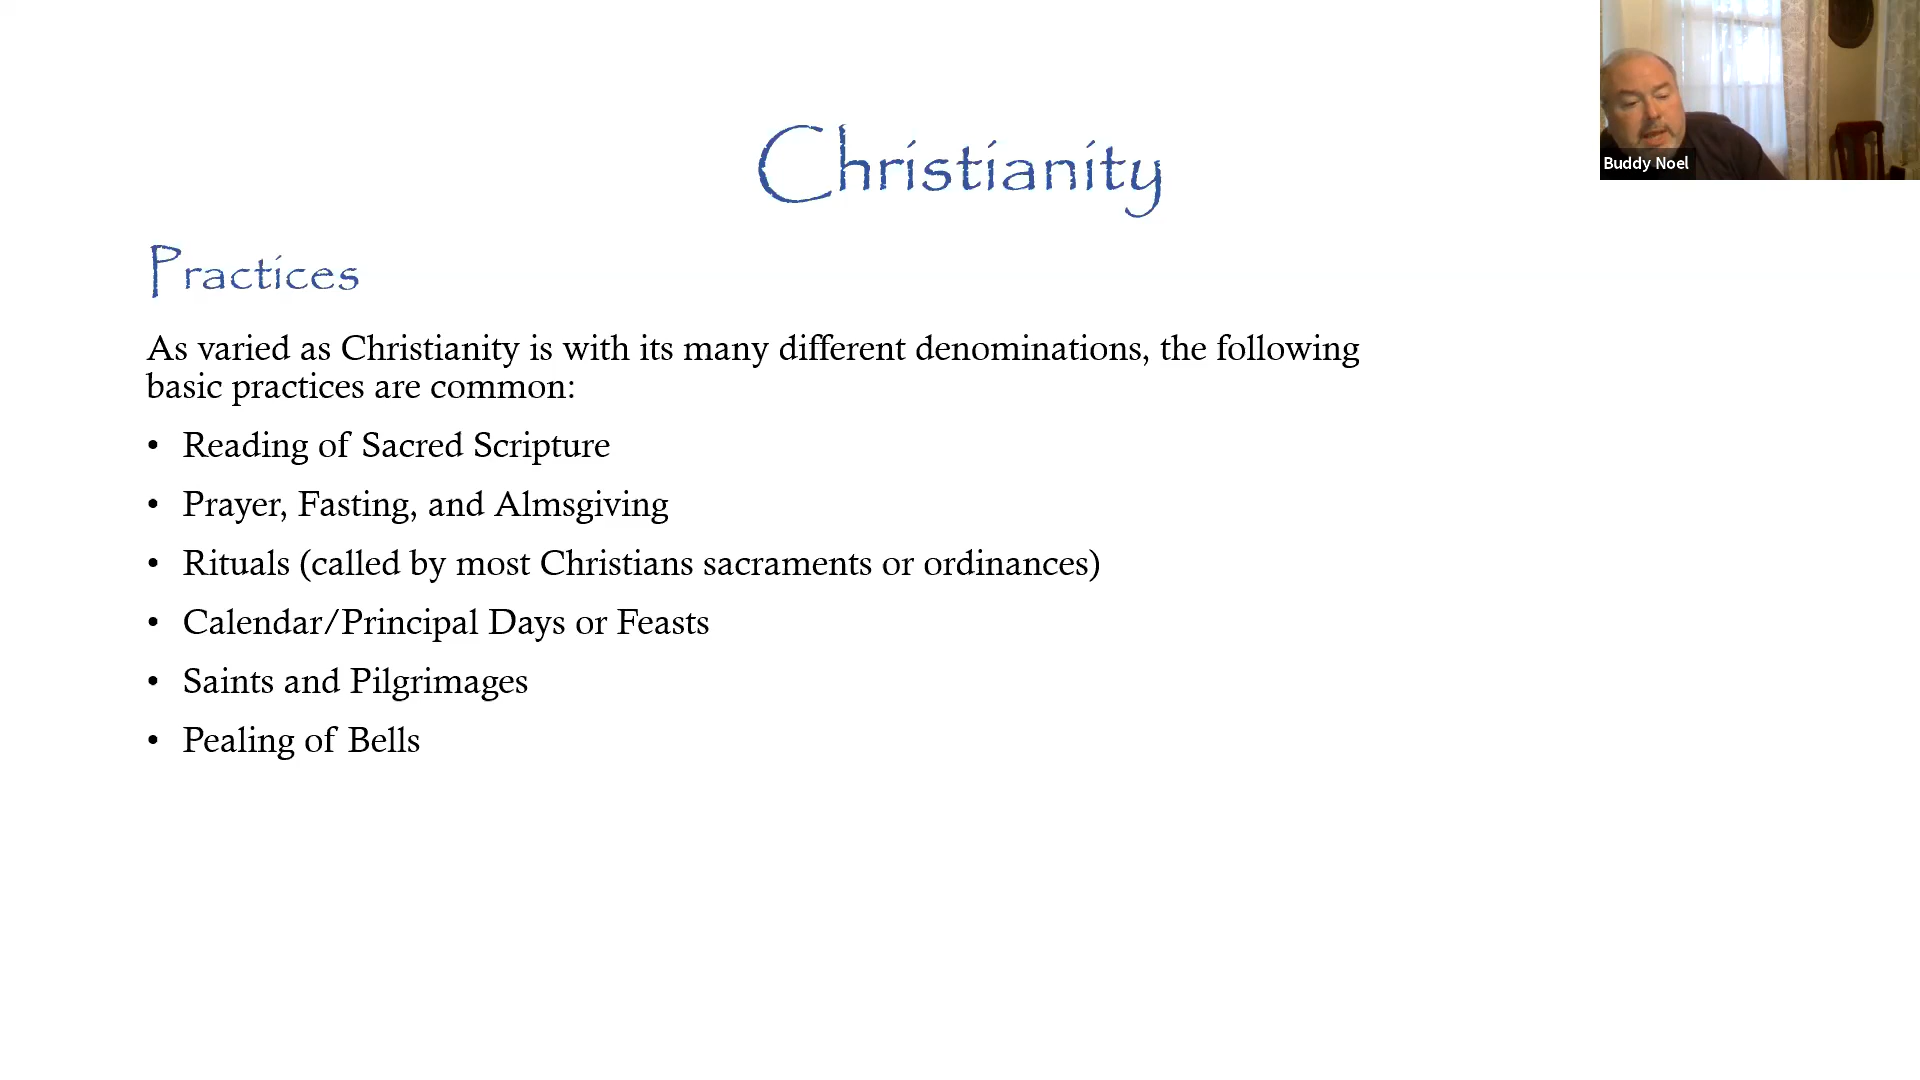 Christianity
Buddy Noel
Practices
As varied as Christianity is with its many different denominations, the following
basic practices are common:
• Reading of Sacred Scripture
• Prayer, Fasting, and Almsgiving
• Rituals (called by most Christians sacraments or ordinances)
• Calendar/Principal Days or Feasts
• Saints and Pilgrimages
• Pealing of Bells